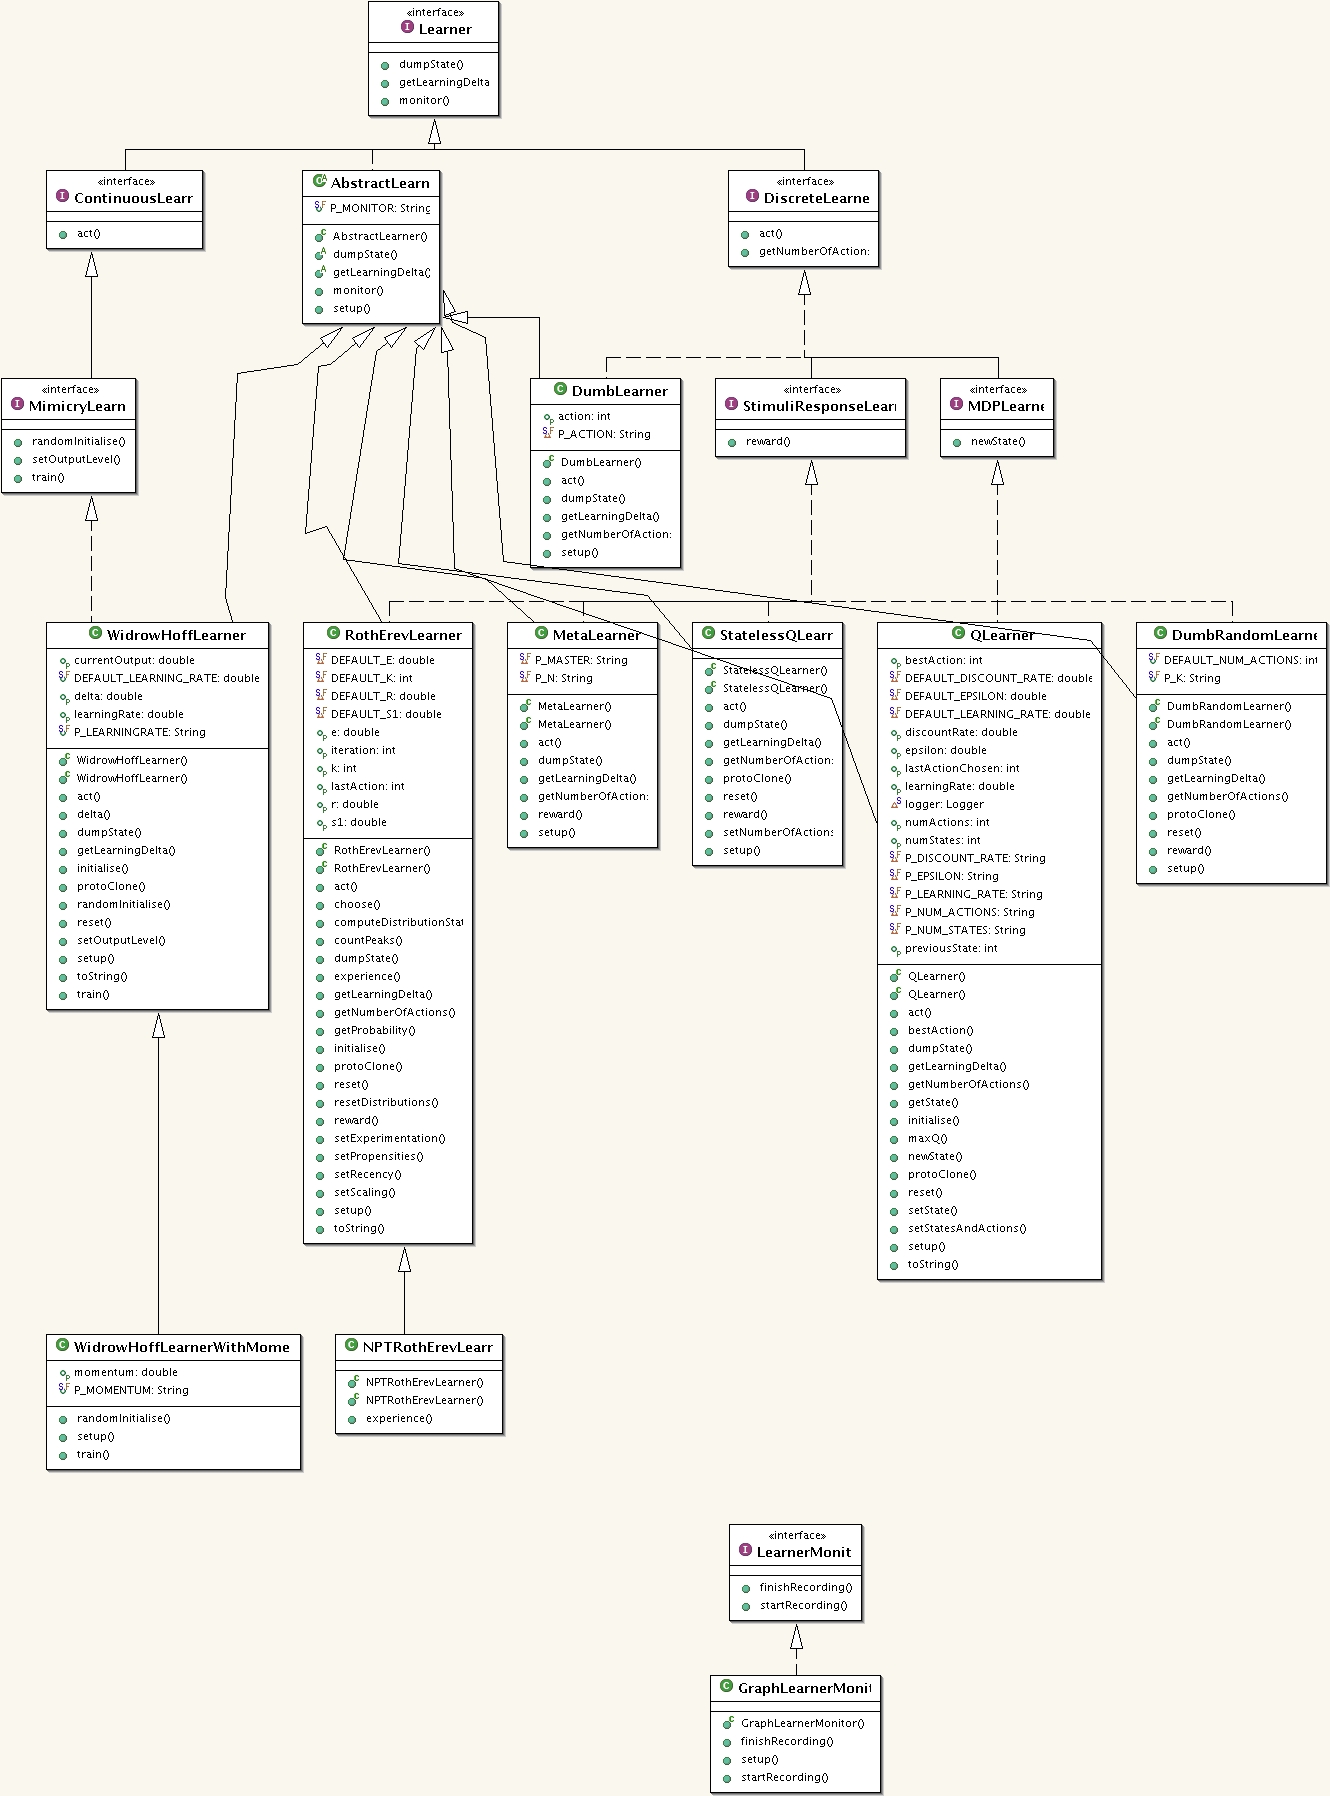 «interface»
Learner
dumpState()
getLearningDelta
monitor()
«interface»
ContinuousLearr
act()
AbstractLearn
P_MONITOR: String
AbstractLearner()
dumpState()
getLearningDelta()
monitor()
setup()
«interface»
DiscreteLearne
act()
getNumberOfAction:
«interface»
MimicryLearn
randomInitialise()
setOutputLevel()
train()
DumbLearner
action: int
P_ACTION: String
DumbLearner()
act()
dumpState()
getLearningDelta()
getNumberOfAction:
setup()
«interface»
StimuliResponseLear
reward()
«interface»
MDPLearne
newState()
WidrowHoffLearner
currentOutput: double
DEFAULT_LEARNING_RATE: double
delta: double
learningRate: double
P_LEARNINGRATE: String
WidrowHoffLearner()
WidrowHoffLearner()
act()
delta()
dumpState()
getLearningDelta()
initialise()
protoClone()
randomInitialise()
reset()
setOutputLevel()
setup()
toString()
train()
RothErevLearner
DEFAULT_E: double
DEFAULT_K: int
DEFAULT_R: double
DEFAULT_S1: double
e: double
iteration: int
k: int
lastAction: int
r: double
s1: double
RothErevLearner()
RothErevLearner()
act()
choose()
computeDistributionStat
countPeaks()
dumpState()
experience()
getLearningDelta()
getNumberOfActions()
getProbability()
initialise()
protoClone()
reset()
resetDistributions()
reward()
setExperimentation()
setPropensities()
setRecency()
setScaling()
setup()
toString()
MetaLearner
P_MASTER: String
P_N: String
MetaLearner()
MetaLearner()
act()
dumpState()
getLearningDelta()
getNumberOfAction:
reward()
setup()
StatelessQLearr
StatelessQLearner()
StatelessQLearner()
act()
dumpState()
getLearningDelta()
getNumberOfAction:
protoClone()
reset()
reward()
setNumberOfActions
setup()
QLearner
bestAction: int
DEFAULT_DISCOUNT_RATE: double
DEFAULT_EPSILON: double
DEFAULT_LEARNING_RATE: double
discountRate: double
epsilon: double
lastActionChosen: int
learningRate: double
logger: Logger
numActions: int
numStates: int
P_DISCOUNT_RATE: String
P_EPSILON: String
P_LEARNING_RATE: String
P_NUM_ACTIONS: String
P_NUM_STATES: String
previousState: int
QLearner()
QLearner()
act()
bestAction()
dumpState()
getLearningDelta()
getNumberOfActions()
getState()
initialise()
maxQ()
newState()
protoClone()
reset()
setState()
setStatesAndActions()
setup()
toString()
DumbRandomLearne
DEFAULT_NUM_ACTIONS: int
P_K: String
DumbRandomLearner()
DumbRandomLearner()
act()
dumpState()
getLearningDelta()
getNumberOfActions()
protoClone()
reset()
reward()
setup()
WidrowHoffLearnerWithMome
momentum: double
P_MOMENTUM: String
randomInitialise()
setup()
train()
NPTRothErevLearr
NPTRothErevLearner()
NPTRothErevLearner()
experience()
«interface»
LearnerMonit
finishRecording()
startRecording()
GraphLearnerMonit
GraphLearnerMonitor()
finishRecording()
setup()
startRecording()